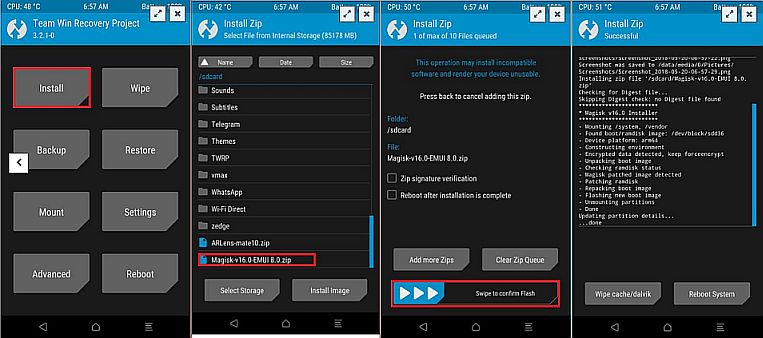 CPU: 48 °C
6:57 AM
Team Win Recovery Project
3.2.1-0
Install
Wipe
Backup
Restore
Mount
Settings
Advanced
Reboot
CPU: 42 °C
6:57 AM
Install Zip
Select File from Internal Storage (85178 MB)
Name
Date
Size
/sdcard
Sounds
Subtitles
Telegram
Themes
TWRP
vmax
WhatsApp
Wi-Fi Direct
zedge
ARLens-mate10.zip
Magisk-v16.0-EMUI 8.0.zip
Select Storage
Install Image
CPU: 50 °C
6:57 AM
Install Zip
1 of max of 10 Files queued
This operation may install incompatible
software and render your device unusable.
Press back to cancel adding this zip.
Folder:
/sdcard
File:
Magisk-v16.0-EMUI 8.0.zip
Zip signature verification
Reboot after installation is complete
Add more Zips
Clear Zip Queue
Swipe to confirm Flash
CPU: 51 °C
6:57 AM
Install Zip
Successful
Screenshots/Screenshot_2018-05-20-06-57-22.png
Screenshot was saved to /data/media/0/Pictures/
Screenshots/Screenshot_2018-05-20-06-57-29.png
Installing zip file '/sdcard/Magisk-v16.0-EMUI 8.0.
zip'
Checking for Digest file...
Skipping Digest check: no Digest file found
************************
* Magisk v16.0 Installer
************************
- Mounting /system, /vendor
- Found boot/ramdisk image: /dev/block/sdd36
- Device platform: arm64
- Constructing environment
- Encrypted data detected, keep forceencrypt
- Unpacking boot image
- Checking ramdisk status
- Magisk patched image detected
- Patching ramdisk
- Repacking boot image
- Flashing new boot image
- Unmounting partitions
- Done
Updating partition details...
...done
Wipe cache/dalvik
Reboot System